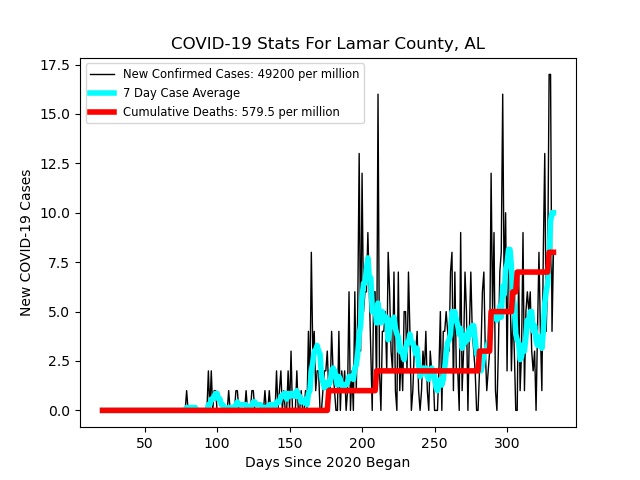 COVID-19 Stats For Lamar County, AL
New Confirmed Cases: 49200 per million
7 Day Case Average
Cumulative Deaths: 579.5 per million
17.5
15.0
12.5
10.0
7.5
5.0
2.5
0.0
New COVID-19 Cases
50 100 150 200 250 300
Days Since 2020 Began